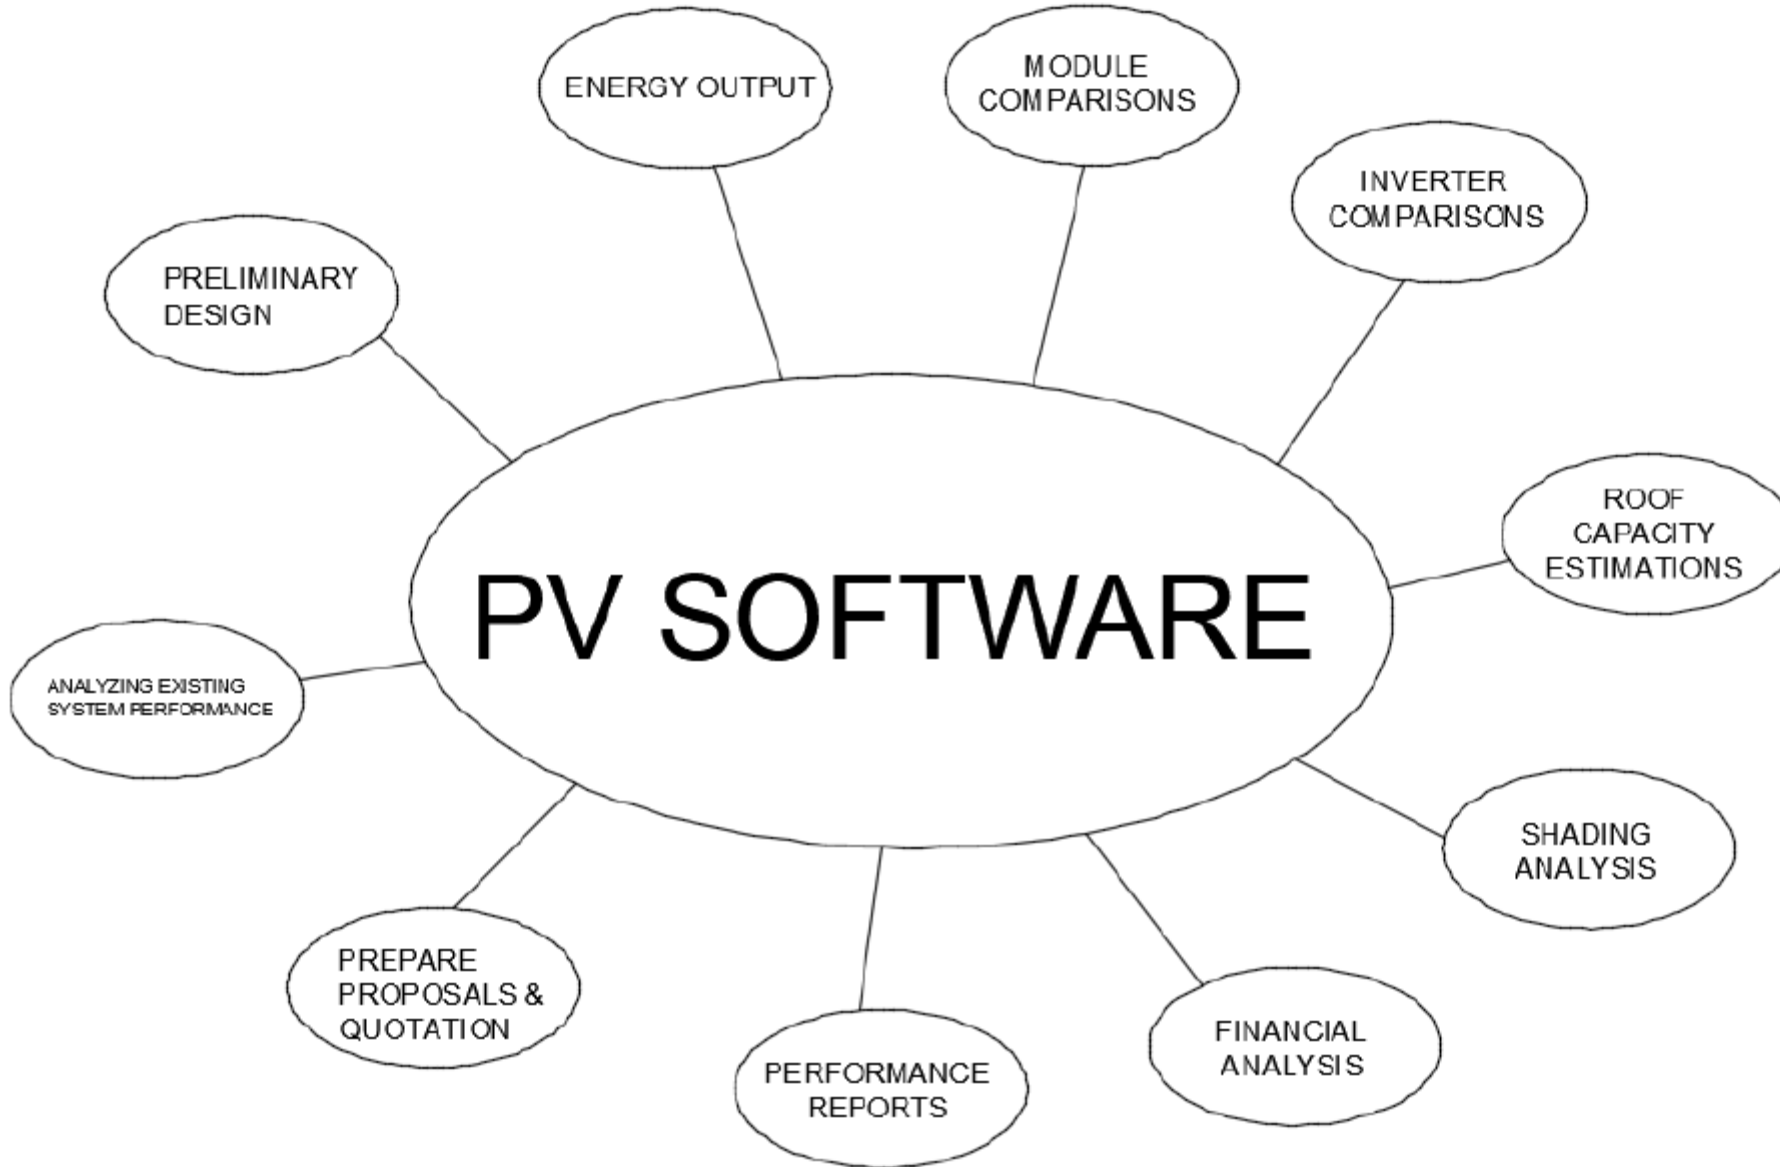 ENERGY OUTPUT
MODULE
COMPARISONS
INVERTER
COMPARISONS
PRELIMINARY
DESIGN
ROOF
CAPACITY
ESTIMATIONS
PV SOFTWARE
ANALYZING EXISTING
SYSTEM PERFORMANCE
SHADING
ANALYSIS
PREPARE
PROPOSALS &
QUOTATION
FINANCIAL
ANALYSIS
PERFORMANCE
REPORTS